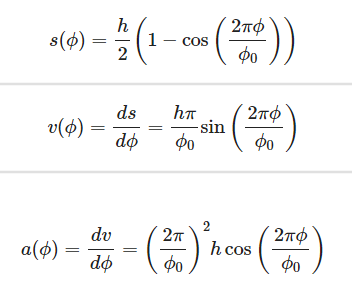 s(ϕ) = h/2 (1 − cos (2πϕ/ϕ₀))
v(ϕ) = ds/dϕ = hπ/ϕ₀ sin (2πϕ/ϕ₀)
a(ϕ) = dv/dϕ = (2π/ϕ₀)² h cos (2πϕ/ϕ₀)